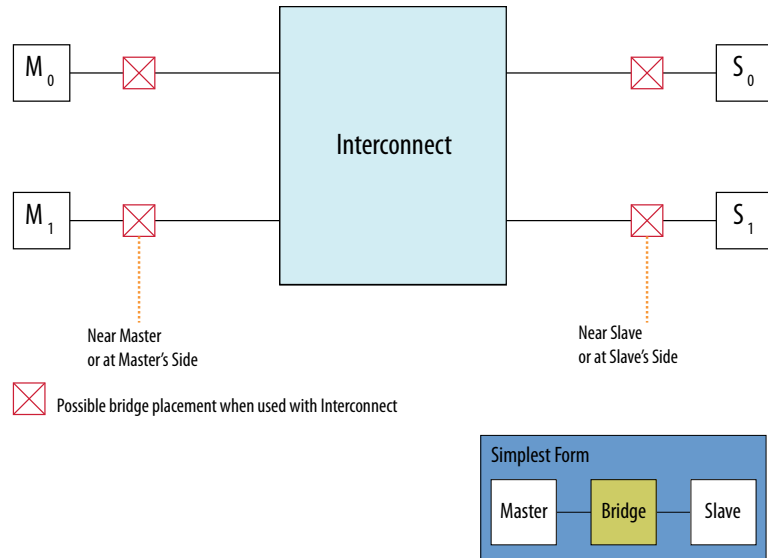 M0
S0
Interconnect
M1
S1
Near Master
or at Master's Side
Near Slave
or at Slave's Side
Possible bridge placement when used with Interconnect
Simplest Form
Master
Bridge
Slave